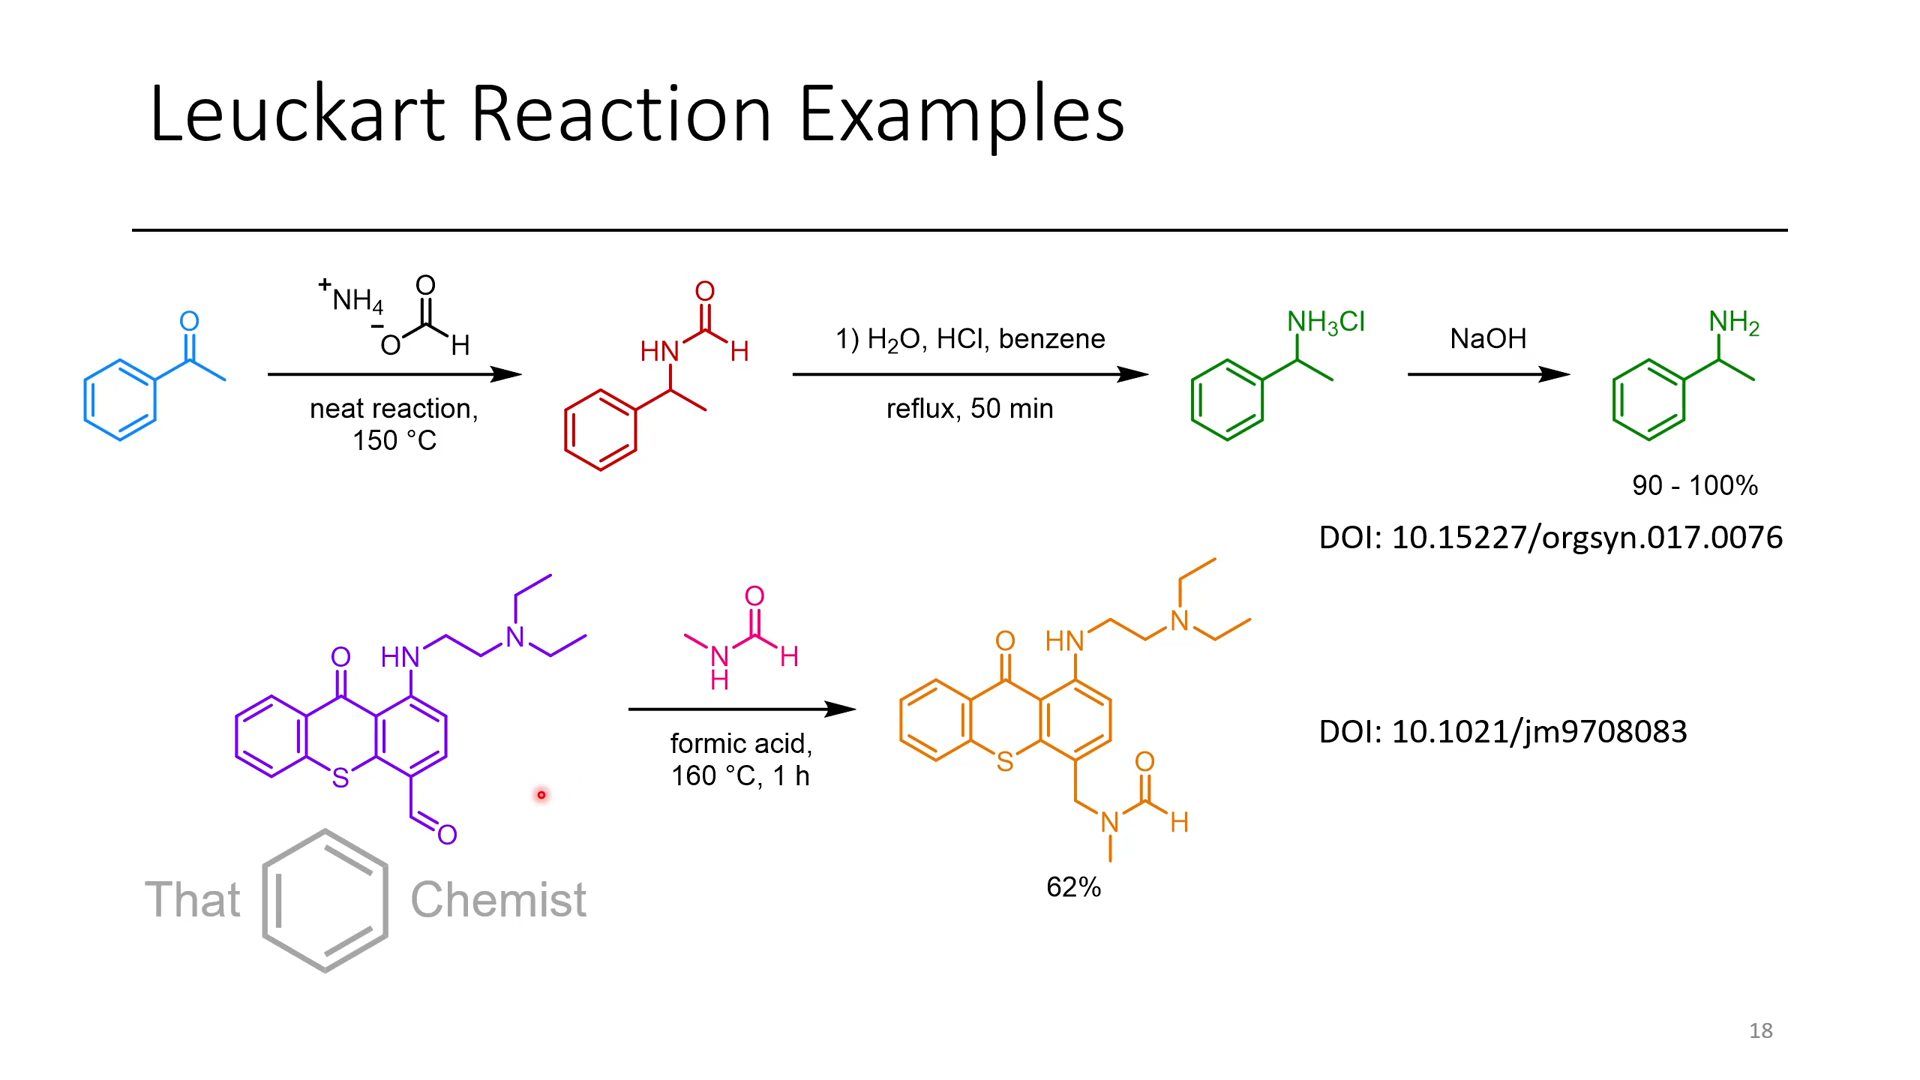 Leuckart Reaction Examples
+NH4 −O O H
O
neat reaction,
150 °C
HN O H
1) H2O, HCl, benzene
reflux, 50 min
NH3Cl
NaOH
NH2
90 - 100%
DOI: 10.15227/orgsyn.017.0076
O HN N S O
N H O H
formic acid,
160 °C, 1 h
O HN N S N O H
62%
DOI: 10.1021/jm9708083
That Chemist
18